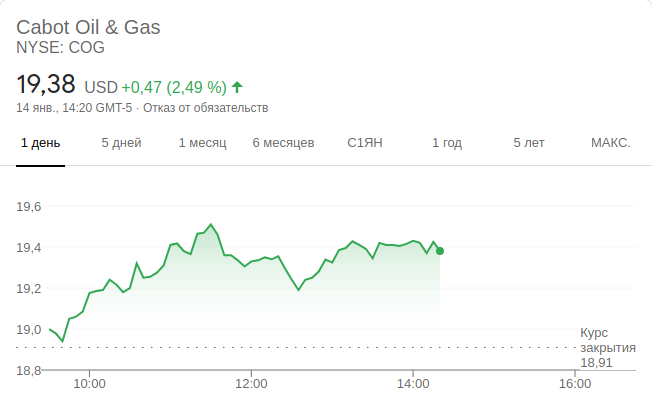 Cabot Oil & Gas
NYSE: COG
19,38 USD +0,47 (2,49 %)
14 янв., 14:20 GMT-5 · Отказ от обязательств
1 день 5 дней 1 месяц 6 месяцев С1ЯН 1 год 5 лет МАКС.
19,6
19,4
19,2
19,0
Курс
закрытия
18,91
18,8
10:00 12:00 14:00 16:00